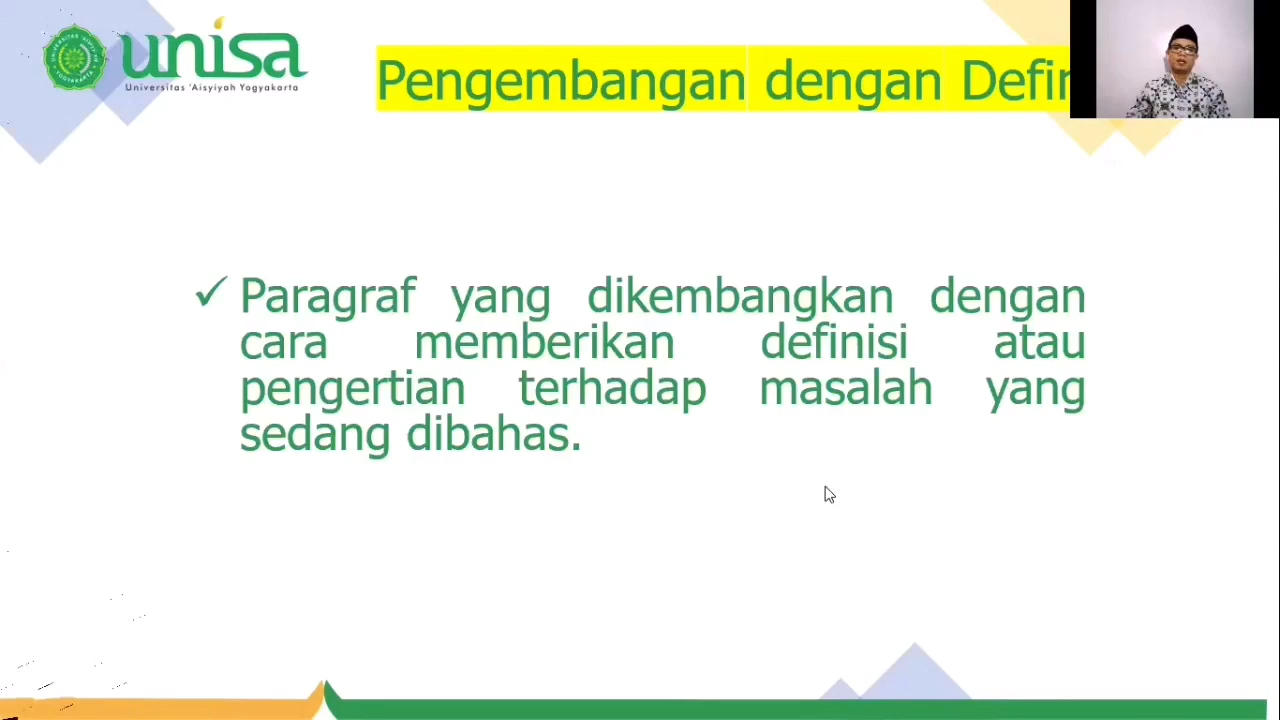 unisa
Universitas 'Aisyiyah Yogyakarta
Pengembangan dengan
Paragraf yang dikembangkan dengan
cara memberikan definisi atau
pengertian terhadap masalah yang
sedang dibahas.